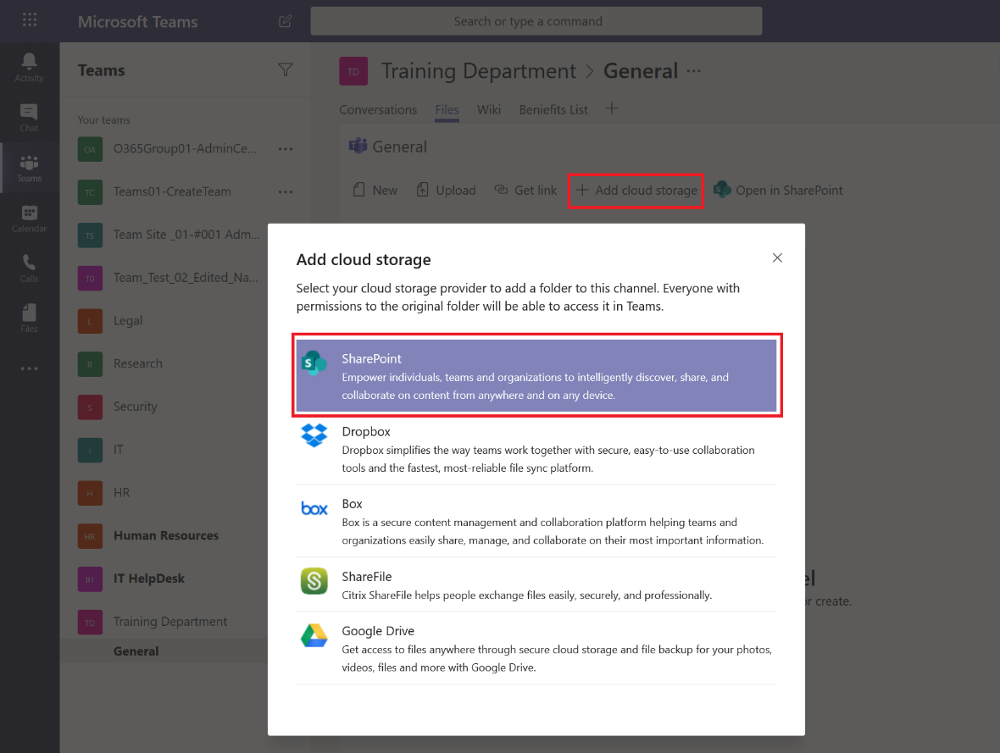 Microsoft Teams
Search or type a command
Activity
Chat
Teams
Calendar
Calls
Files
Teams
Your teams
OA O365Group01-AdminCe...
TC Teams01-CreateTeam
TS Team Site _01-#001 Adm...
T0 Team_Test_02_Edited_Na...
L Legal
R Research
S Security
I IT
H HR
HR Human Resources
IH IT HelpDesk
TD Training Department
General
TD Training Department > General ...
Conversations Files Wiki Beniefits List +
General
New Upload Get link + Add cloud storage Open in SharePoint
Add cloud storage
Select your cloud storage provider to add a folder to this channel. Everyone with
permissions to the original folder will be able to access it in Teams.
SharePoint
Empower individuals, teams and organizations to intelligently discover, share, and
collaborate on content from anywhere and on any device.
Dropbox
Dropbox simplifies the way teams work together with secure, easy-to-use collaboration
tools and the fastest, most-reliable file sync platform.
box Box
Box is a secure content management and collaboration platform helping teams and
organizations easily share, manage, and collaborate on their most important information.
ShareFile
Citrix ShareFile helps people exchange files easily, securely, and professionally.
Google Drive
Get access to files anywhere through secure cloud storage and file backup for your photos,
videos, files and more with Google Drive.
el
or create.